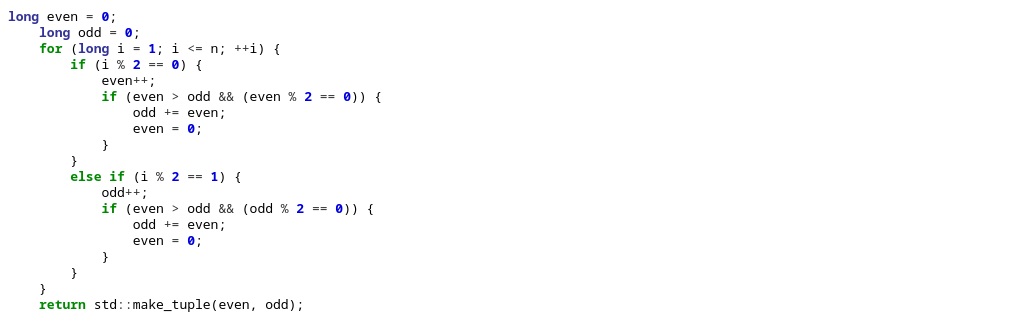 long even = 0;
    long odd = 0;
    for (long i = 1; i <= n; ++i) {
        if (i % 2 == 0) {
            even++;
            if (even > odd && (even % 2 == 0)) {
                odd += even;
                even = 0;
            }
        }
        else if (i % 2 == 1) {
            odd++;
            if (even > odd && (odd % 2 == 0)) {
                odd += even;
                even = 0;
            }
        }
    }
    return std::make_tuple(even, odd);